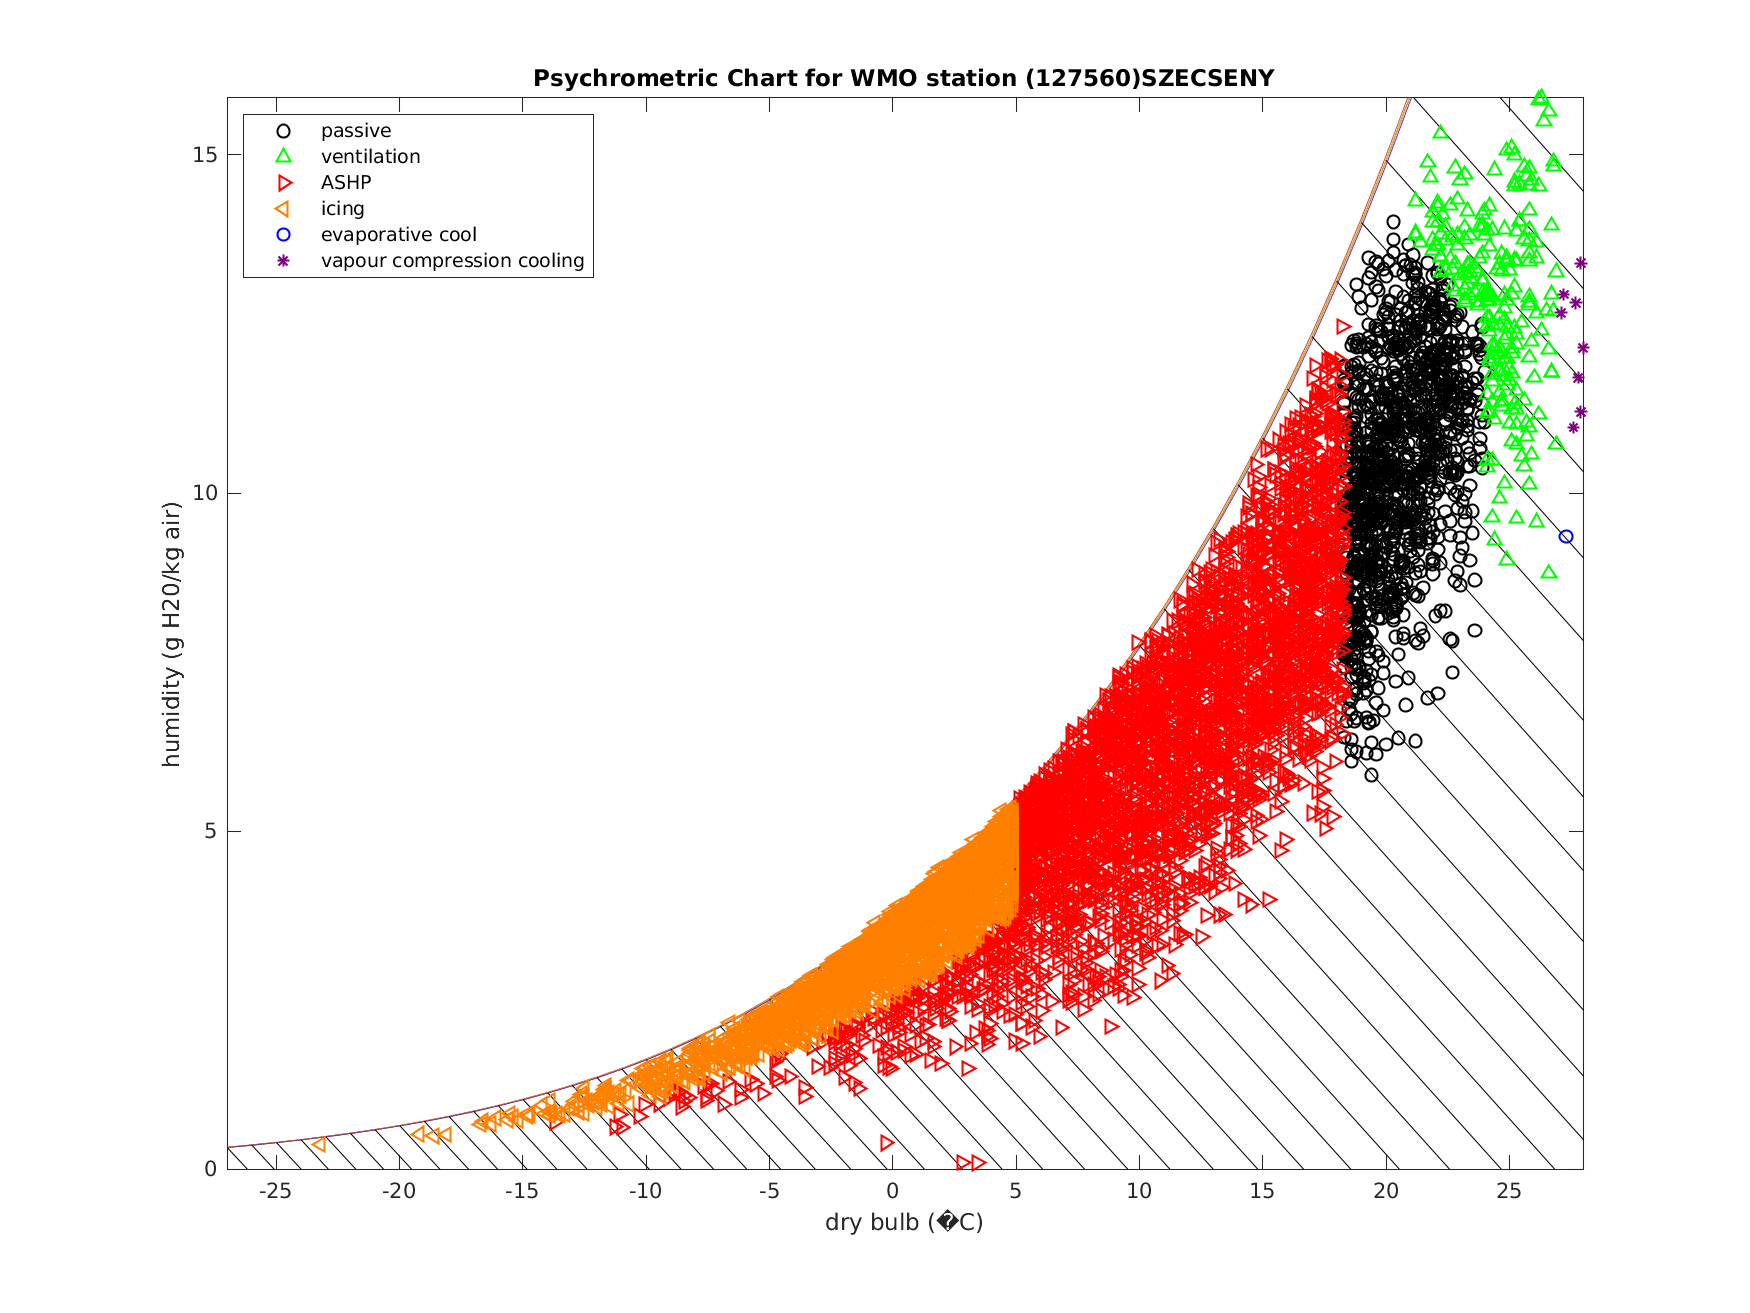 Psychrometric Chart for WMO station (127560)SZECSENY
passive
ventilation
ASHP
icing
evaporative cool
vapour compression cooling
humidity (g H20/kg air)
15
10
5
0
-25 -20 -15 -10 -5 0 5 10 15 20 25
dry bulb (�C)